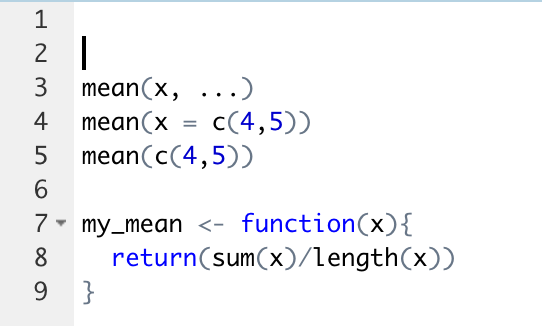 1
2
3 mean(x, ...)
4 mean(x = c(4,5))
5 mean(c(4,5))
6
7 my_mean <- function(x){
8   return(sum(x)/length(x))
9 }